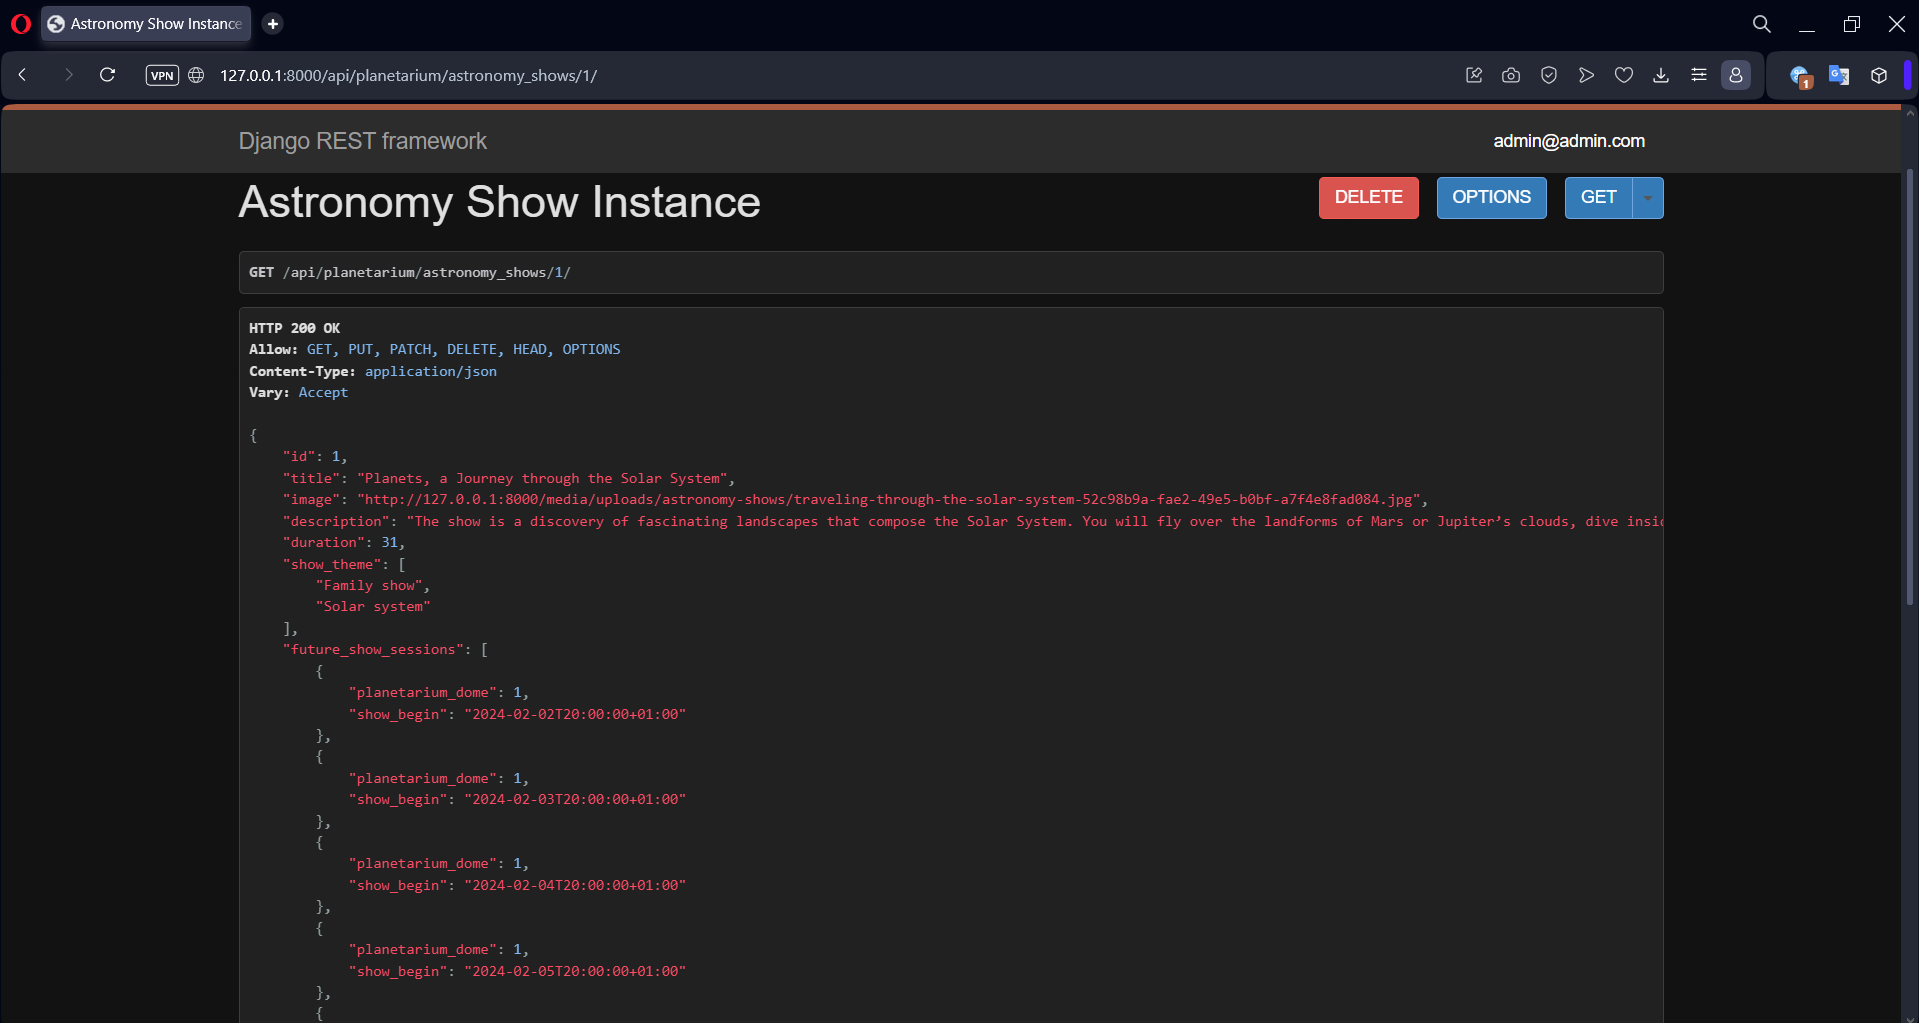 Astronomy Show Instance
VPN
127.0.0.1:8000/api/planetarium/astronomy_shows/1/
1
Django REST framework
admin@admin.com
Astronomy Show Instance
DELETE
OPTIONS
GET
GET /api/planetarium/astronomy_shows/1/
HTTP 200 OK
Allow: GET, PUT, PATCH, DELETE, HEAD, OPTIONS
Content-Type: application/json
Vary: Accept
{
"id": 1,
"title": "Planets, a Journey through the Solar System",
"image": "http://127.0.0.1:8000/media/uploads/astronomy-shows/traveling-through-the-solar-system-52c98b9a-fae2-49e5-b0bf-a7f4e8fad084.jpg",
"description": "The show is a discovery of fascinating landscapes that compose the Solar System. You will fly over the landforms of Mars or Jupiter’s clouds, dive
"duration": 31,
"show_theme": [
"Family show",
"Solar system"
],
"future_show_sessions": [
{
"planetarium_dome": 1,
"show_begin": "2024-02-02T20:00:00+01:00"
},
{
"planetarium_dome": 1,
"show_begin": "2024-02-03T20:00:00+01:00"
},
{
"planetarium_dome": 1,
"show_begin": "2024-02-04T20:00:00+01:00"
},
{
"planetarium_dome": 1,
"show_begin": "2024-02-05T20:00:00+01:00"
},
{